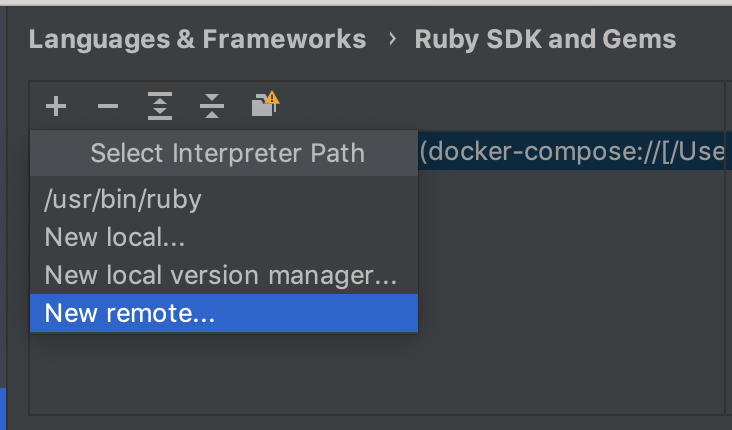 Languages & Frameworks › Ruby SDK and Gems
Select Interpreter Path
(docker-compose://[/Use
/usr/bin/ruby
New local...
New local version manager...
New remote...